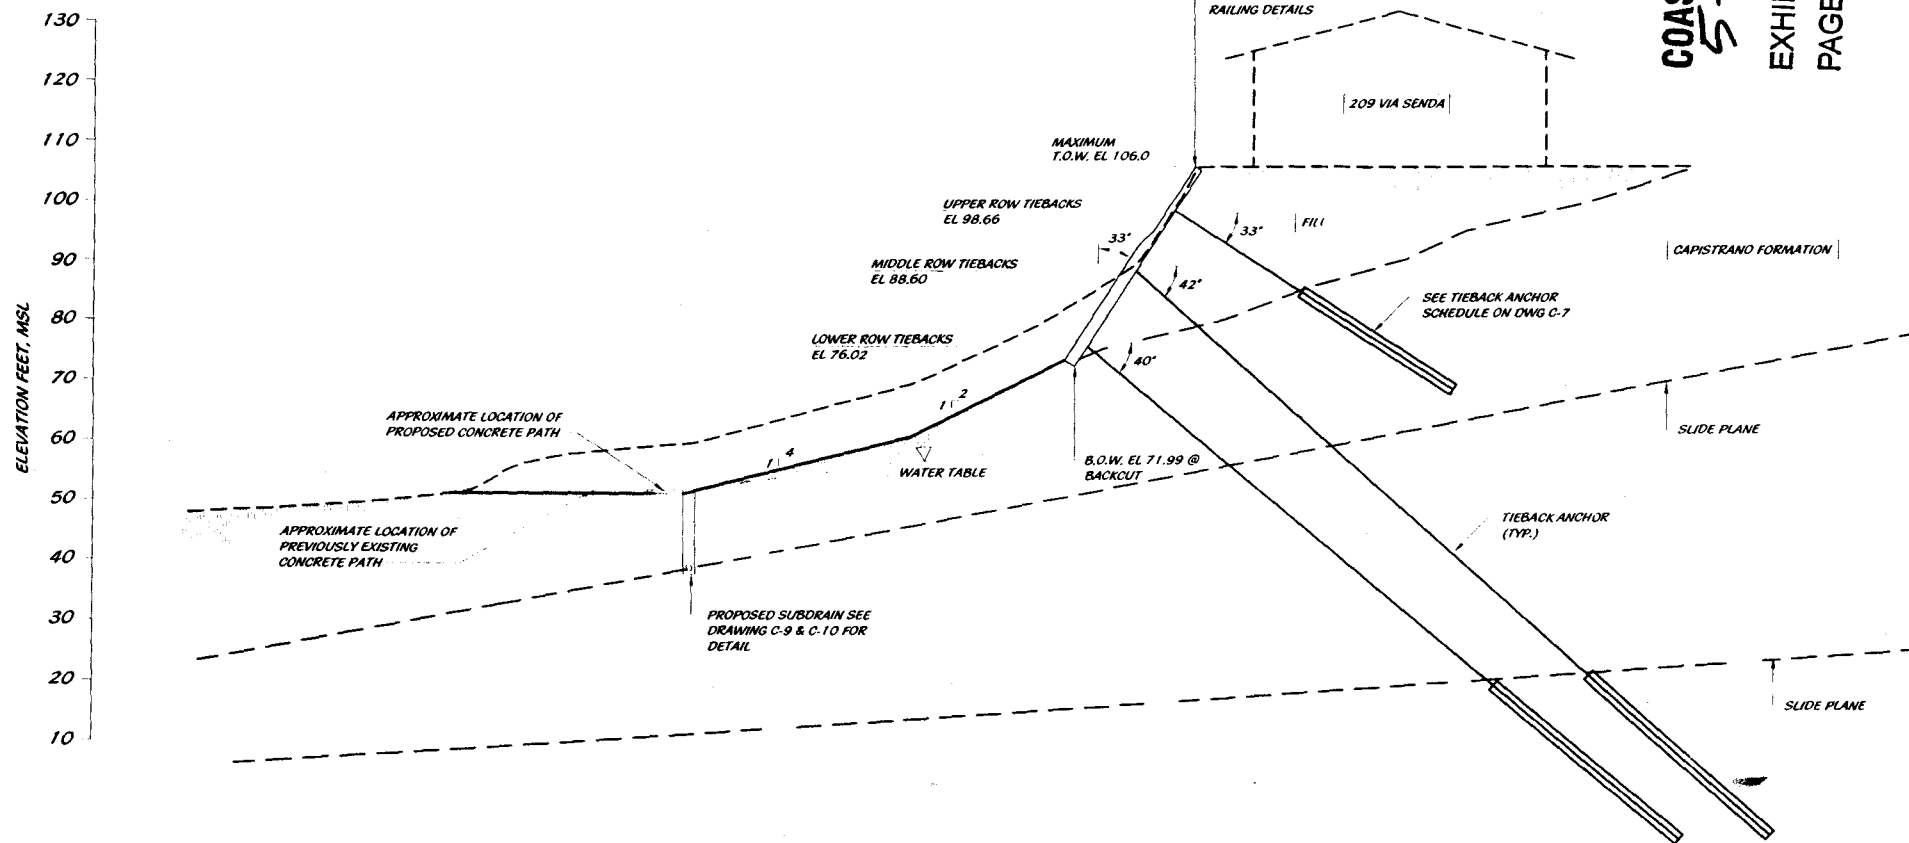 RAILING DETAILS
COAS
5-
EXHI
PAGE
130
120
110
100
90
80
70
60
50
40
30
20
10
ELEVATION FEET, MSL
209 VIA SENDA
MAXIMUM
T.O.W. EL 106.0
UPPER ROW TIEBACKS
EL 98.66
33°
33°
FILL
CAPISTRANO FORMATION
MIDDLE ROW TIEBACKS
EL 88.60
42°
SEE TIEBACK ANCHOR
SCHEDULE ON DWG C-7
LOWER ROW TIEBACKS
EL 76.02
40°
APPROXIMATE LOCATION OF
PROPOSED CONCRETE PATH
1 2
1 4
WATER TABLE
B.O.W. EL 71.99 @
BACKCUT
SLIDE PLANE
APPROXIMATE LOCATION OF
PREVIOUSLY EXISTING
CONCRETE PATH
TIEBACK ANCHOR
(TYP.)
PROPOSED SUBDRAIN SEE
DRAWING C-9 & C-10 FOR
DETAIL
SLIDE PLANE